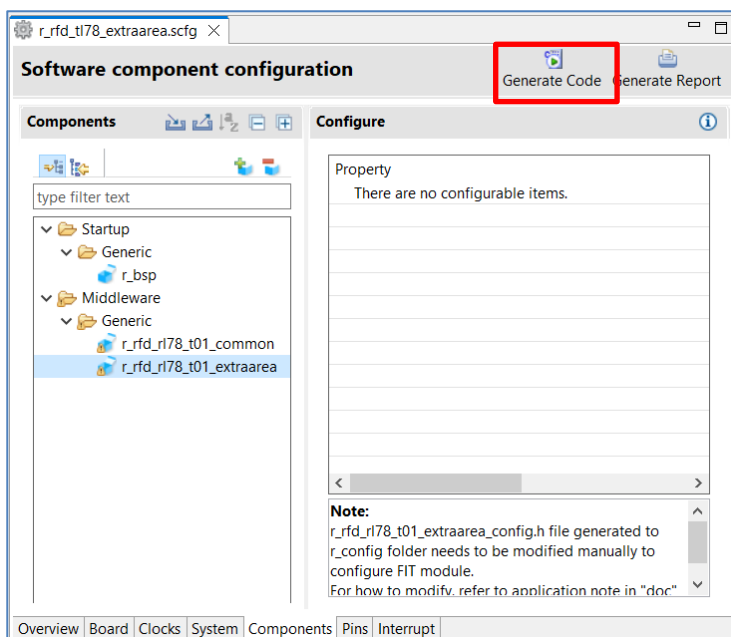 r_rfd_tl78_extraarea.scfg
Software component configuration
Generate Code
Generate Report
Components
Configure
type filter text
Startup
Generic
r_bsp
Middleware
Generic
r_rfd_rl78_t01_common
r_rfd_rl78_t01_extraarea
Property
There are no configurable items.
Note:
r_rfd_rl78_t01_extraarea_config.h file generated to
r_config folder needs to be modified manually to
configure FIT module.
For how to modify, refer to application note in "doc"
Overview Board Clocks System Components Pins Interrupt